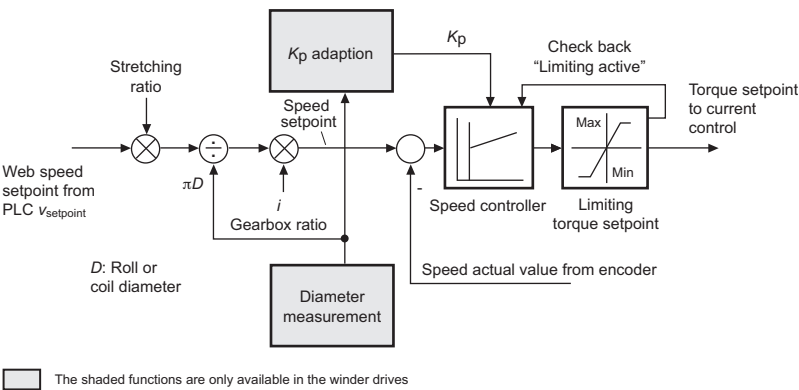 Kp adaption
Kp
Check back
“Limiting active”
Stretching
ratio
Speed
setpoint
Torque setpoint
to current
control
Max
Min
Web speed
setpoint from
PLC vsetpoint
πD
i
Gearbox ratio
-
Speed controller
Limiting
torque setpoint
D: Roll or
coil diameter
Speed actual value from encoder
Diameter
measurement
The shaded functions are only available in the winder drives